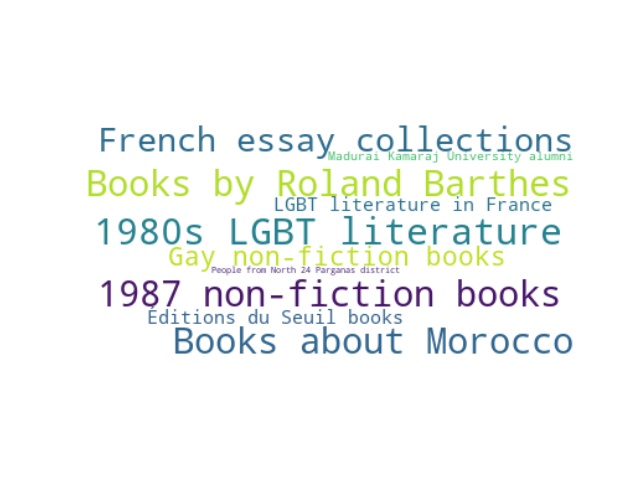 French essay collections
Madurai Kamaraj University alumni
Books by Roland Barthes
LGBT literature in France
1980s LGBT literature
Gay non-fiction books
People from North 24 Parganas district
1987 non-fiction books
Éditions du Seuil books
Books about Morocco